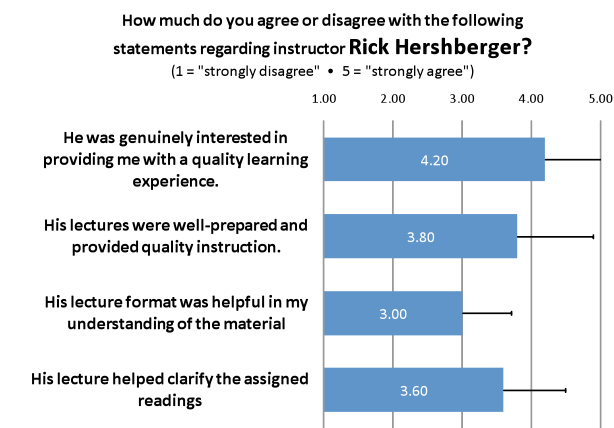 How much do you agree or disagree with the following
statements regarding instructor Rick Hershberger?
(1 = "strongly disagree" • 5 = "strongly agree")
1.00 2.00 3.00 4.00 5.00
He was genuinely interested in
providing me with a quality learning
experience.
4.20
His lectures were well-prepared and
provided quality instruction.
3.80
His lecture format was helpful in my
understanding of the material
3.00
His lecture helped clarify the assigned
readings
3.60